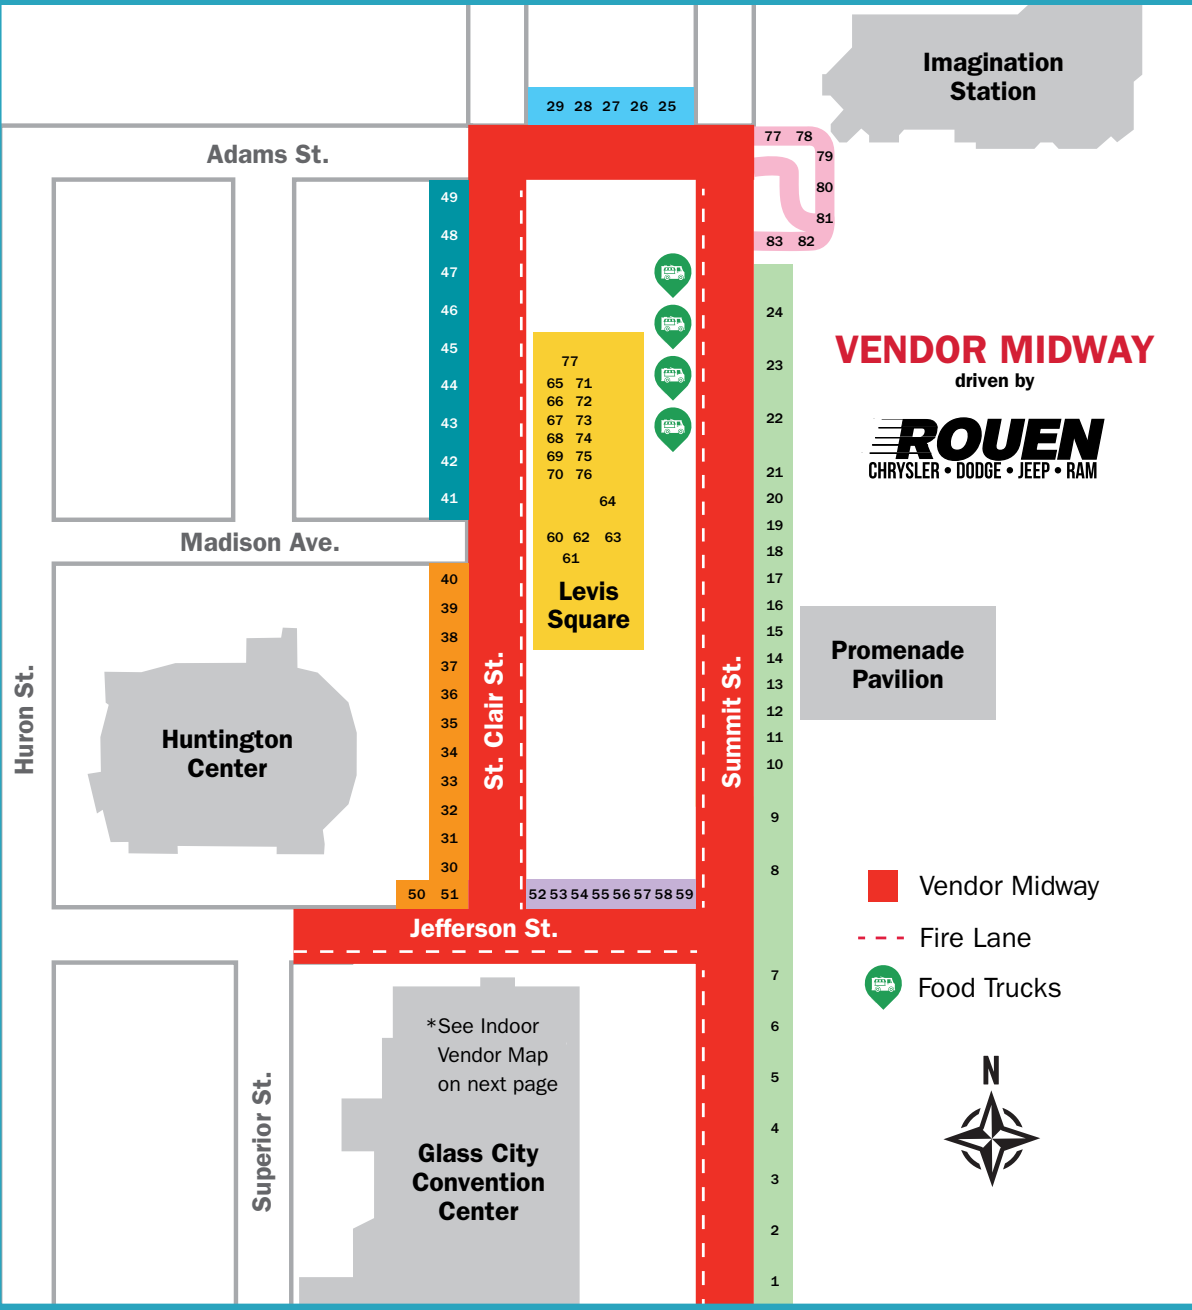 29 28 27 26 25
Imagination
Station
Adams St.
77 78
79
80
81
83 82
49
48
47
46
45
44
43
42
41
77
65 71
66 72
67 73
68 74
69 75
70 76
64
60 62 63
61
Levis
Square
24
23
22
21
20
19
18
17
16
15
14
13
12
11
10
9
8
7
6
5
4
3
2
1
VENDOR MIDWAY
driven by
ROUEN
CHRYSLER • DODGE • JEEP • RAM
Madison Ave.
40
39
38
37
36
35
34
33
32
31
30
50 51
Huron St.
Huntington
Center
St. Clair St.
Summit St.
Promenade
Pavilion
52 53 54 55 56 57 58 59
Jefferson St.
Vendor Midway
Fire Lane
Food Trucks
N
Superior St.
*See Indoor
Vendor Map
on next page
Glass City
Convention
Center